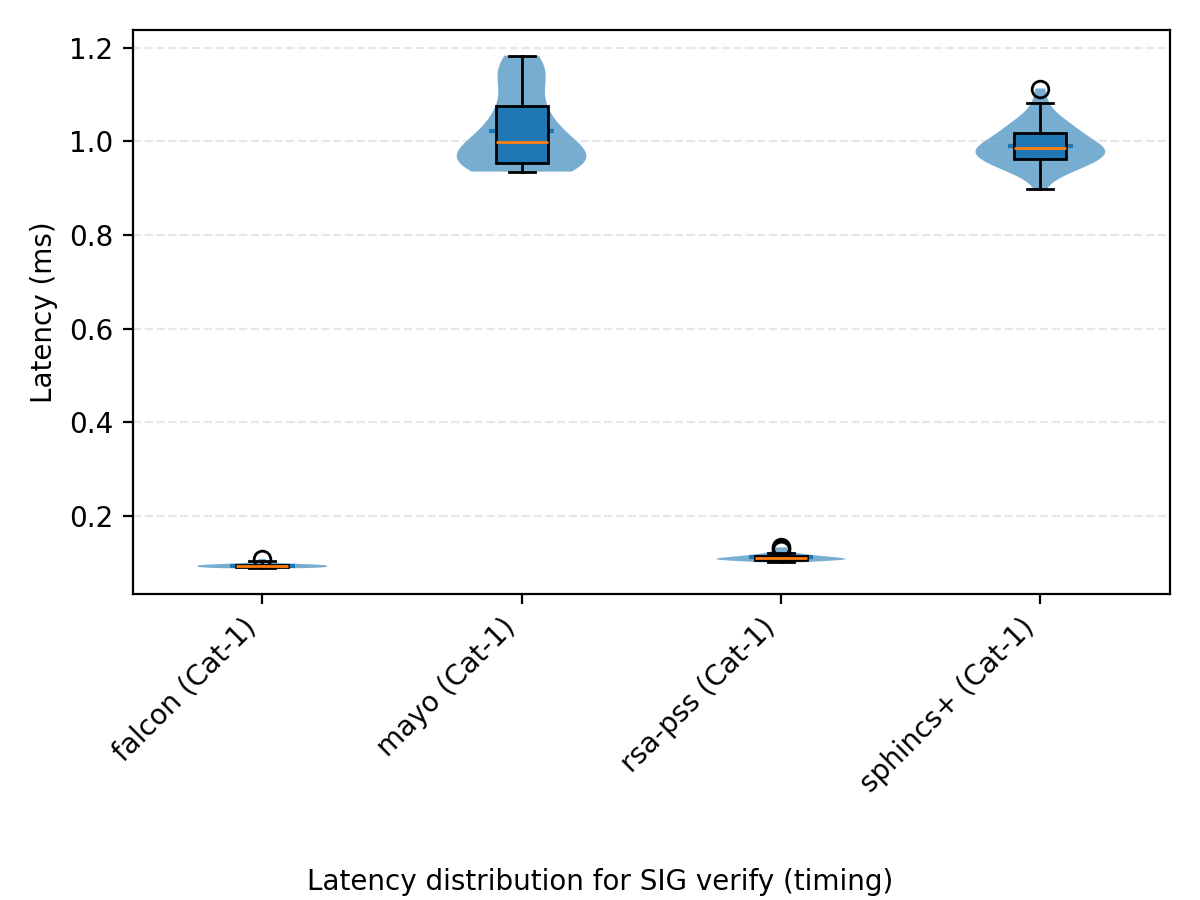 1.2
1.0
0.8
0.6
0.4
0.2
Latency (ms)
falcon (Cat-1)
mayo (Cat-1)
rsa-pss (Cat-1)
sphincs+ (Cat-1)
Latency distribution for SIG verify (timing)